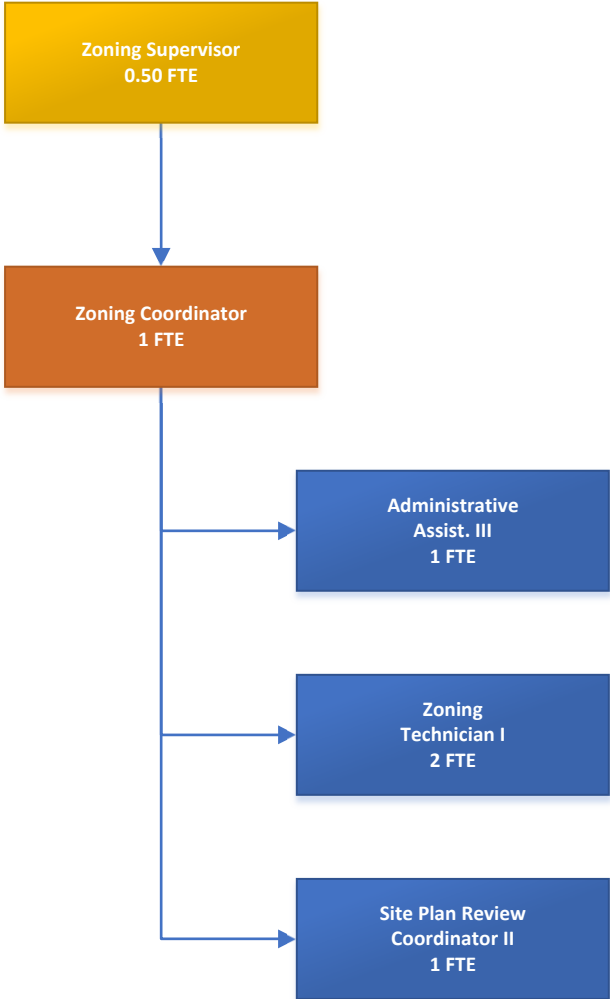 Zoning Supervisor
0.50 FTE
Zoning Coordinator
1 FTE
Administrative
Assist. III
1 FTE
Zoning
Technician I
2 FTE
Site Plan Review
Coordinator II
1 FTE